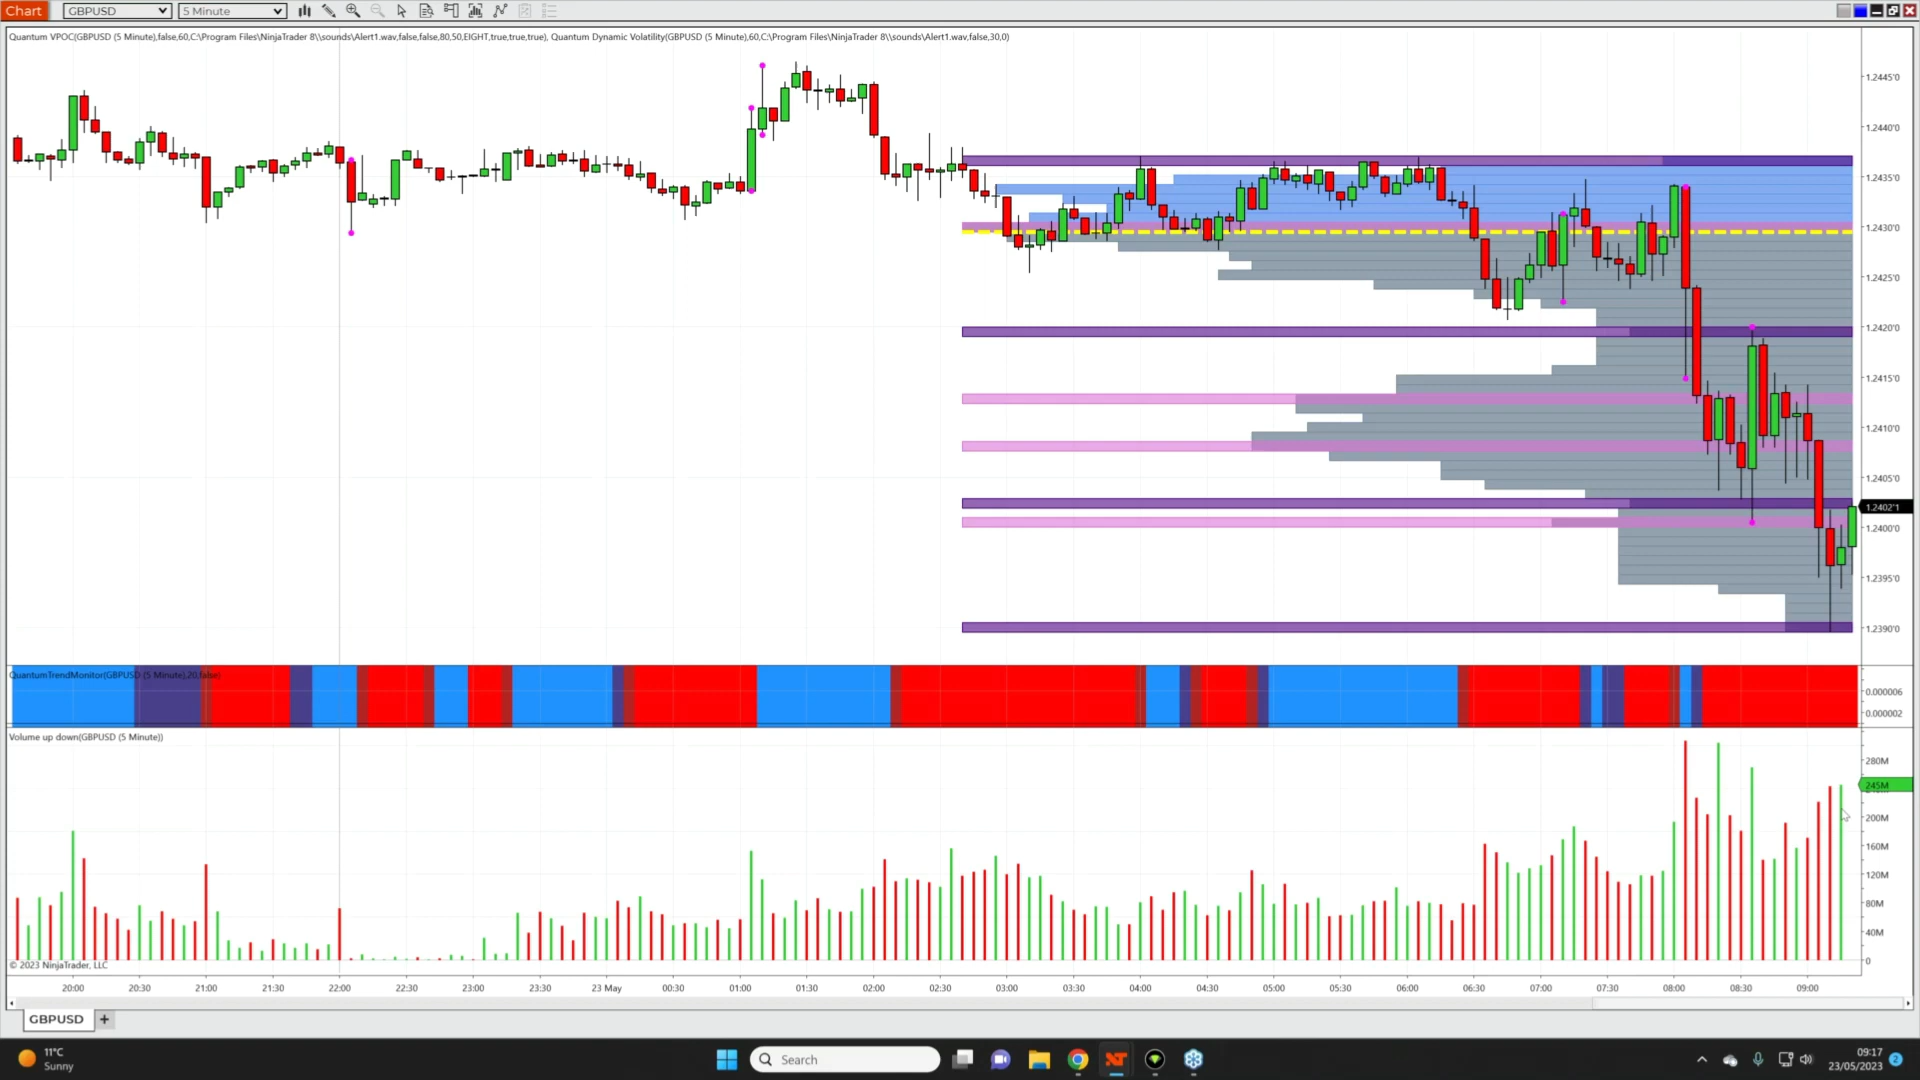 Chart GBPUSD 5 Minute
Quantum VPOC(GBPUSD (5 Minute),false,60,C:\Program Files\NinjaTrader 8\\sounds\Alert1.wav,false,false,80,50,EIGHT,true,true,true), Quantum Dynamic Volatility(GBPUSD (5 Minute),60,C:\Program Files\NinjaTrader 8\\sounds\Alert1.wav,false,30,0)
1.2445'0
1.2440'0
1.2435'0
1.2430'0
1.2425'0
1.2420'0
1.2415'0
1.2410'0
1.2405'0
1.2402'1
1.2400'0
1.2395'0
1.2390'0
QuantumTrendMonitor(GBPUSD (5 Minute),20,false)
0.000006
0.000002
Volume up down(GBPUSD (5 Minute))
280M
245M
200M
160M
120M
80M
40M
0
© 2023 NinjaTrader, LLC
20:00 20:30 21:00 21:30 22:00 22:30 23:00 23:30 23 May 00:30 01:00 01:30 02:00 02:30 03:00 03:30 04:00 04:30 05:00 05:30 06:00 06:30 07:00 07:30 08:00 08:30 09:00
GBPUSD +
11°C
Sunny
Search
09:17
23/05/2023
2